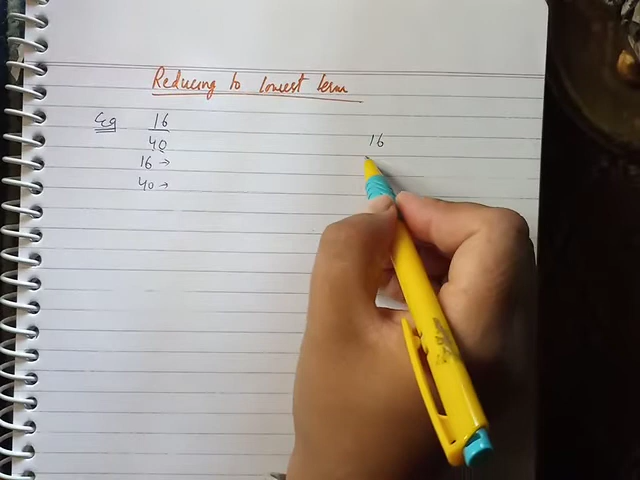 Reducing to lowest term
Eg 16
40
16
16 →
40 →